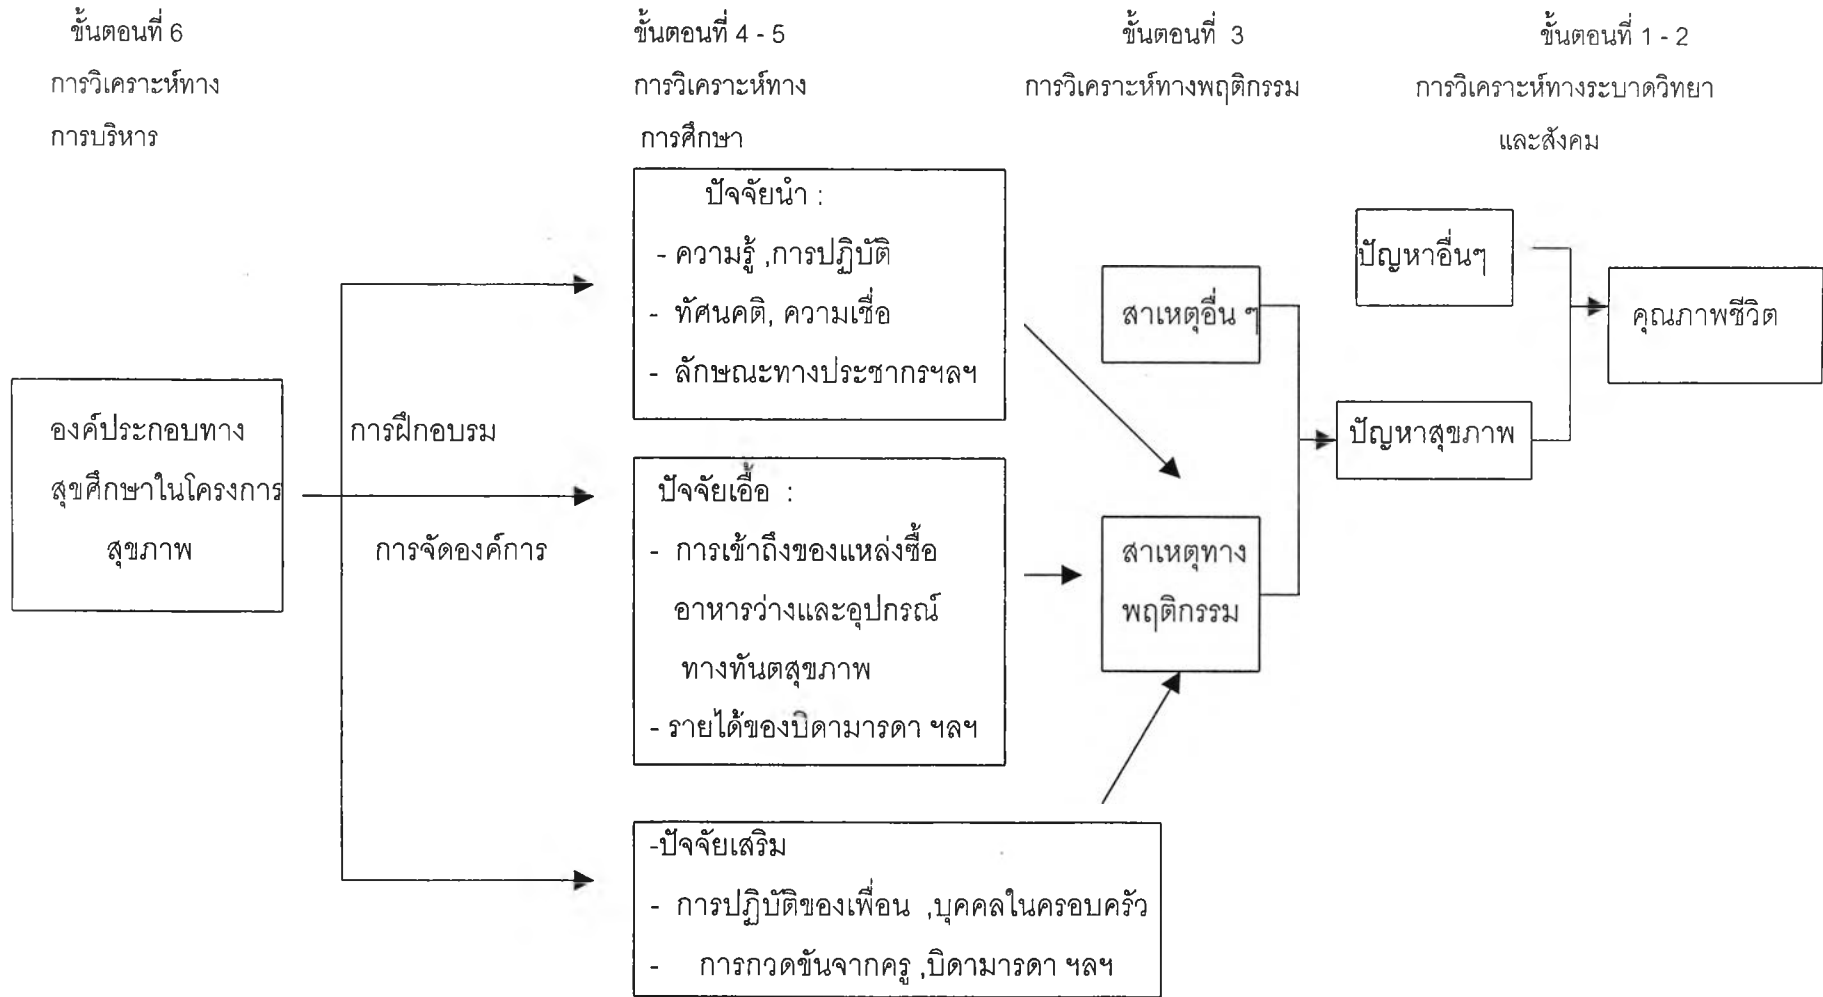 ขั้นตอนที่ 6
การวิเคราะห์ทาง
การบริหาร
ขั้นตอนที่ 4 - 5
การวิเคราะห์ทาง
การศึกษา
ขั้นตอนที่ 3
การวิเคราะห์ทางพฤติกรรม
ขั้นตอนที่ 1 - 2
การวิเคราะห์ทางระบาดวิทยา
และสังคม
องค์ประกอบทาง
สุขศึกษาในโครงการ
สุขภาพ
การฝึกอบรม
การจัดองค์การ
ปัจจัยนำ :
- ความรู้ ,การปฏิบัติ
- ทัศนคติ, ความเชื่อ
- ลักษณะทางประชากรฯลฯ
ปัจจัยเอื้อ :
- การเข้าถึงของแหล่งซื้อ
อาหารว่างและอุปกรณ์
ทางทันตสุขภาพ
- รายได้ของบิดามารดา ฯลฯ
-ปัจจัยเสริม
- การปฏิบัติของเพื่อน ,บุคคลในครอบครัว
- การกวดขันจากครู ,บิดามารดา ฯลฯ
สาเหตุอื่น ๆ
สาเหตุทาง
พฤติกรรม
ปัญหาอื่นๆ
ปัญหาสุขภาพ
คุณภาพชีวิต